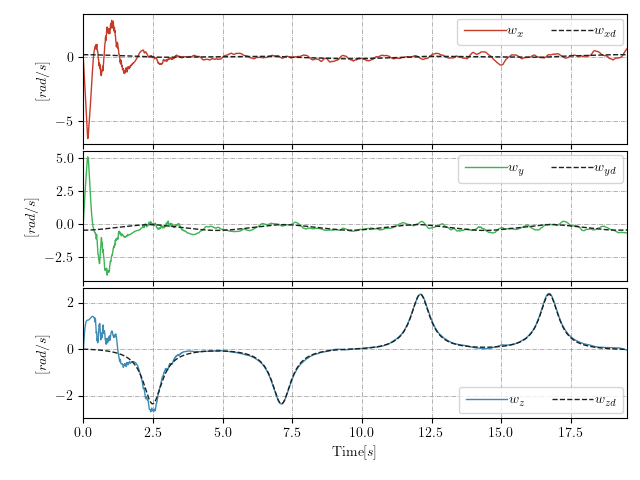 w_x w_xd
0
−5
[rad/s]
w_y w_yd
5.0
2.5
0.0
−2.5
[rad/s]
2
0
−2
[rad/s]
w_z w_zd
0.0 2.5 5.0 7.5 10.0 12.5 15.0 17.5
Time[s]